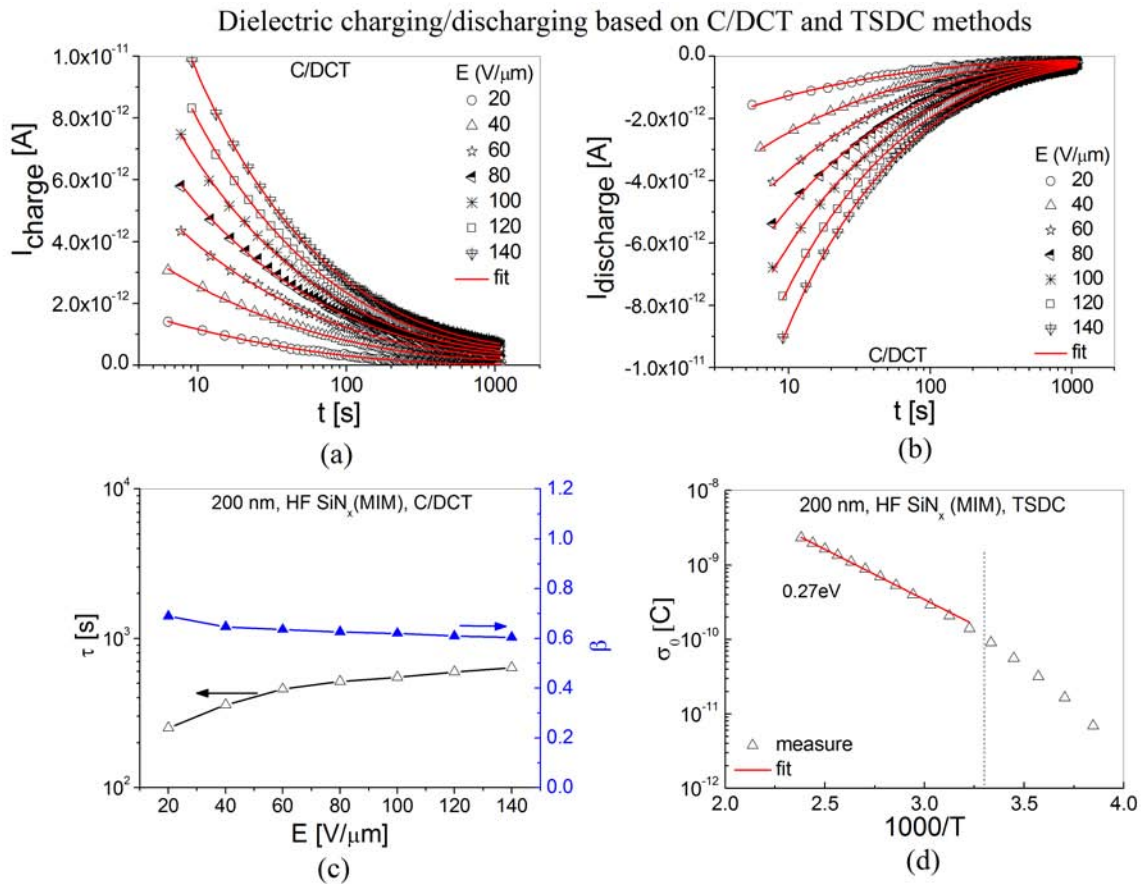 Dielectric charging/discharging based on C/DCT and TSDC methods
1.0x10⁻¹¹
8.0x10⁻¹²
6.0x10⁻¹²
4.0x10⁻¹²
2.0x10⁻¹²
0.0
I_charge [A]
C/DCT
E (V/μm)
20
40
60
80
100
120
140
fit
10 100 1000
t [s]
(a)
0.0
-2.0x10⁻¹²
-4.0x10⁻¹²
-6.0x10⁻¹²
-8.0x10⁻¹²
-1.0x10⁻¹¹
I_discharge [A]
E (V/μm)
20
40
60
80
100
120
140
fit
C/DCT
10 100 1000
t [s]
(b)
200 nm, HF SiNₓ(MIM), C/DCT
10⁴
10³
10²
τ [s]
1.2
1.0
0.8
0.6
0.4
0.2
0.0
β
20 40 60 80 100 120 140
E [V/μm]
(c)
200 nm, HF SiNₓ (MIM), TSDC
10⁻⁸
10⁻⁹
10⁻¹⁰
10⁻¹¹
10⁻¹²
σ₀ [C]
0.27eV
measure
fit
2.0 2.5 3.0 3.5 4.0
1000/T
(d)